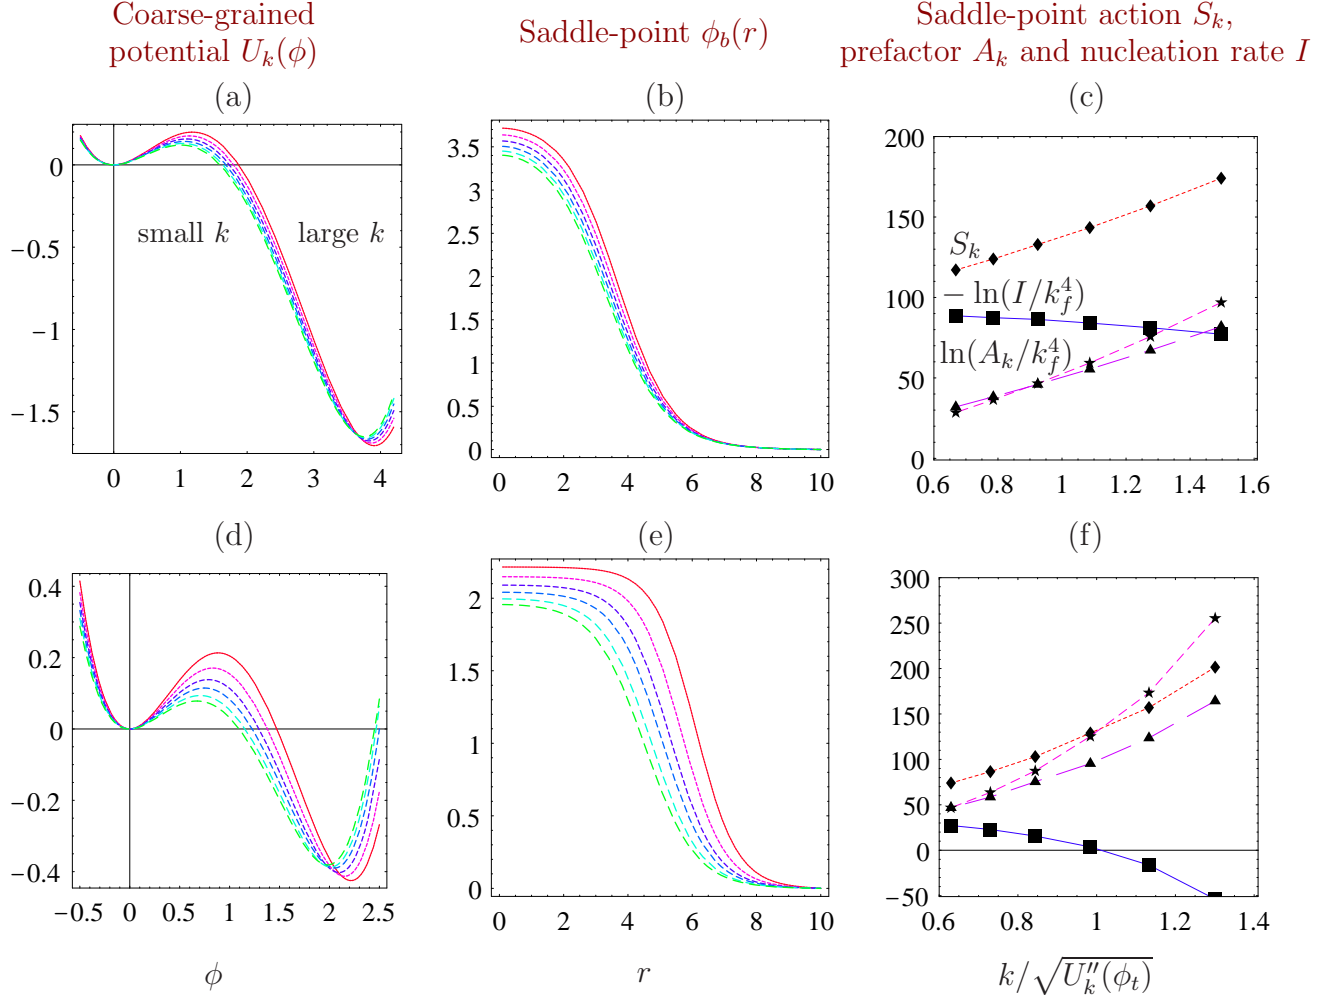 Coarse-grained
potential U_k(ϕ)
Saddle-point ϕ_b(r)
Saddle-point action S_k,
prefactor A_k and nucleation rate I
(a)
(b)
(c)
0
−0.5
−1
−1.5
small k
large k
0 1 2 3 4
3.5
3
2.5
2
1.5
1
0.5
0
0 2 4 6 8 10
200
150
100
50
0
S_k
− ln(I/k_f^4)
ln(A_k/k_f^4)
0.6 0.8 1 1.2 1.4 1.6
(d)
(e)
(f)
0.4
0.2
0
−0.2
−0.4
−0.5 0 0.5 1 1.5 2 2.5
2
1.5
1
0.5
0
0 2 4 6 8 10
300
250
200
150
100
50
0
−50
0.6 0.8 1 1.2 1.4
ϕ
r
k/√U_k''(ϕ_t)